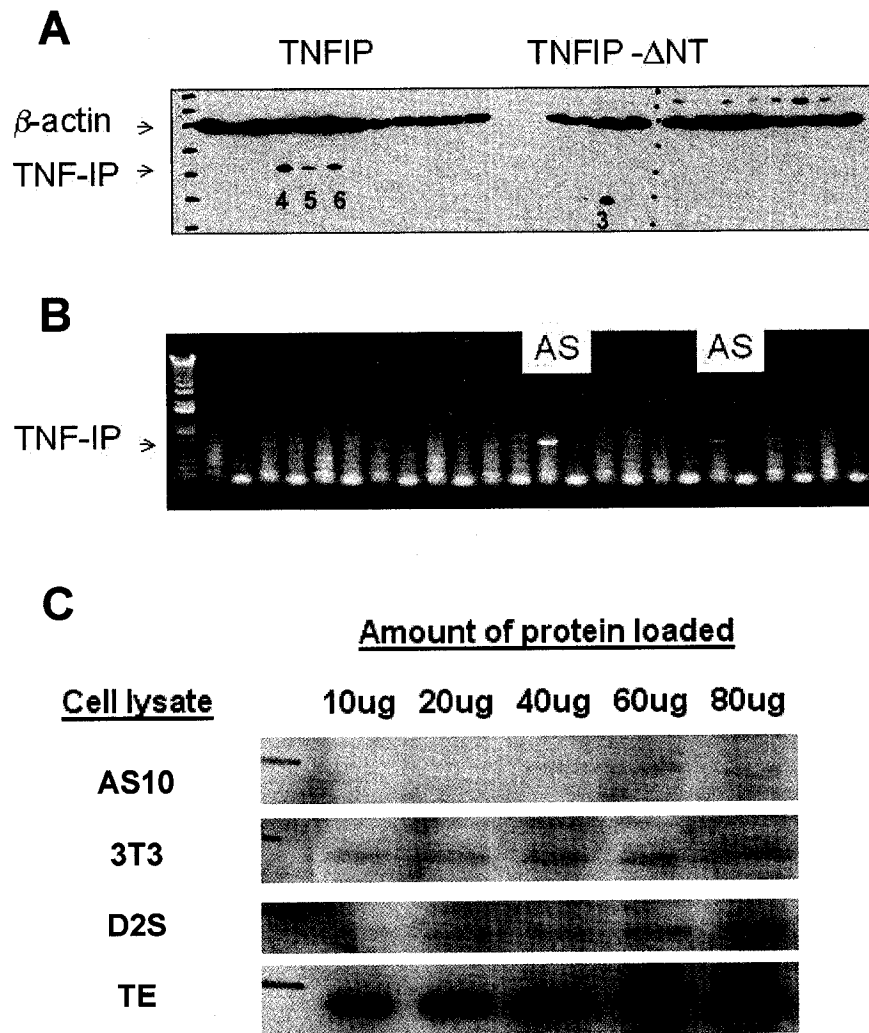 A
TNFIP TNFIP -ΔNT
β-actin
TNF-IP
4 5 6
3
B
AS AS
TNF-IP
C
Amount of protein loaded
Cell lysate 10ug 20ug 40ug 60ug 80ug
AS10
3T3
D2S
TE